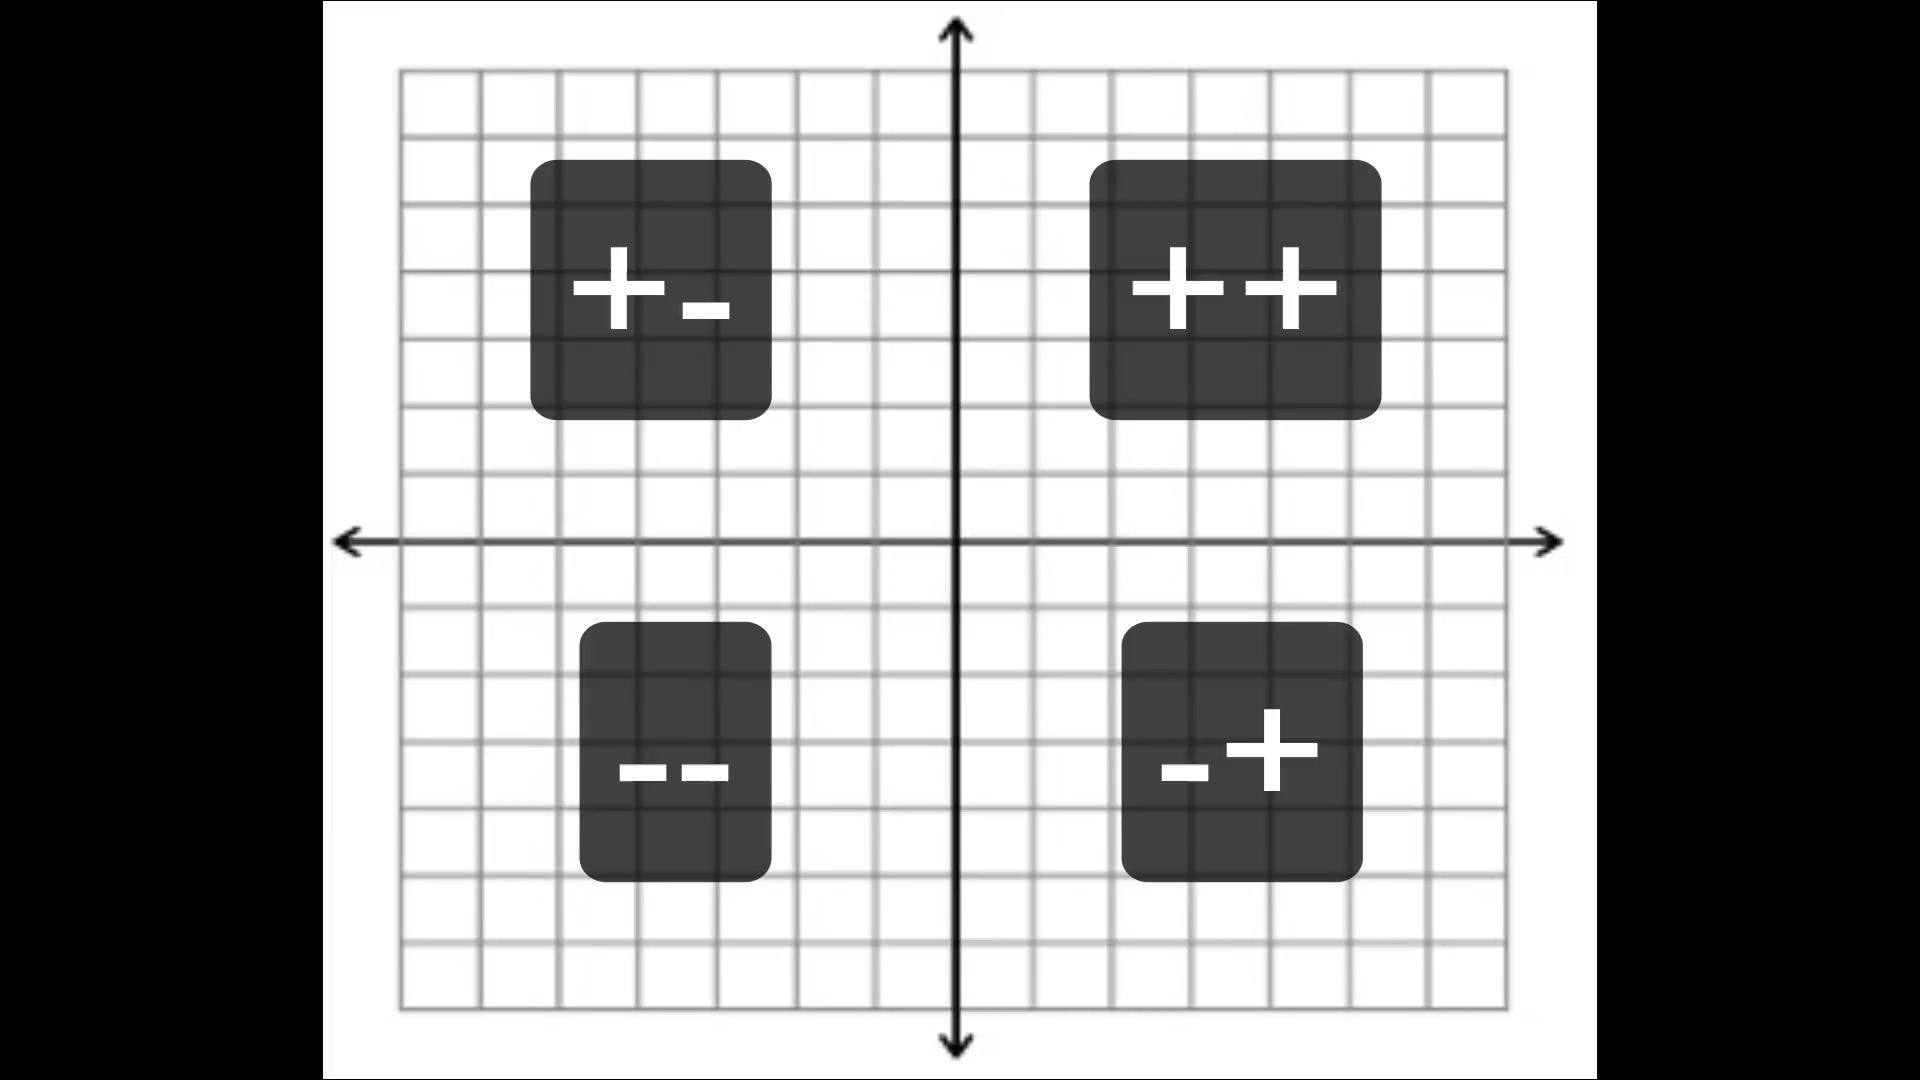 +-
++
--
-+